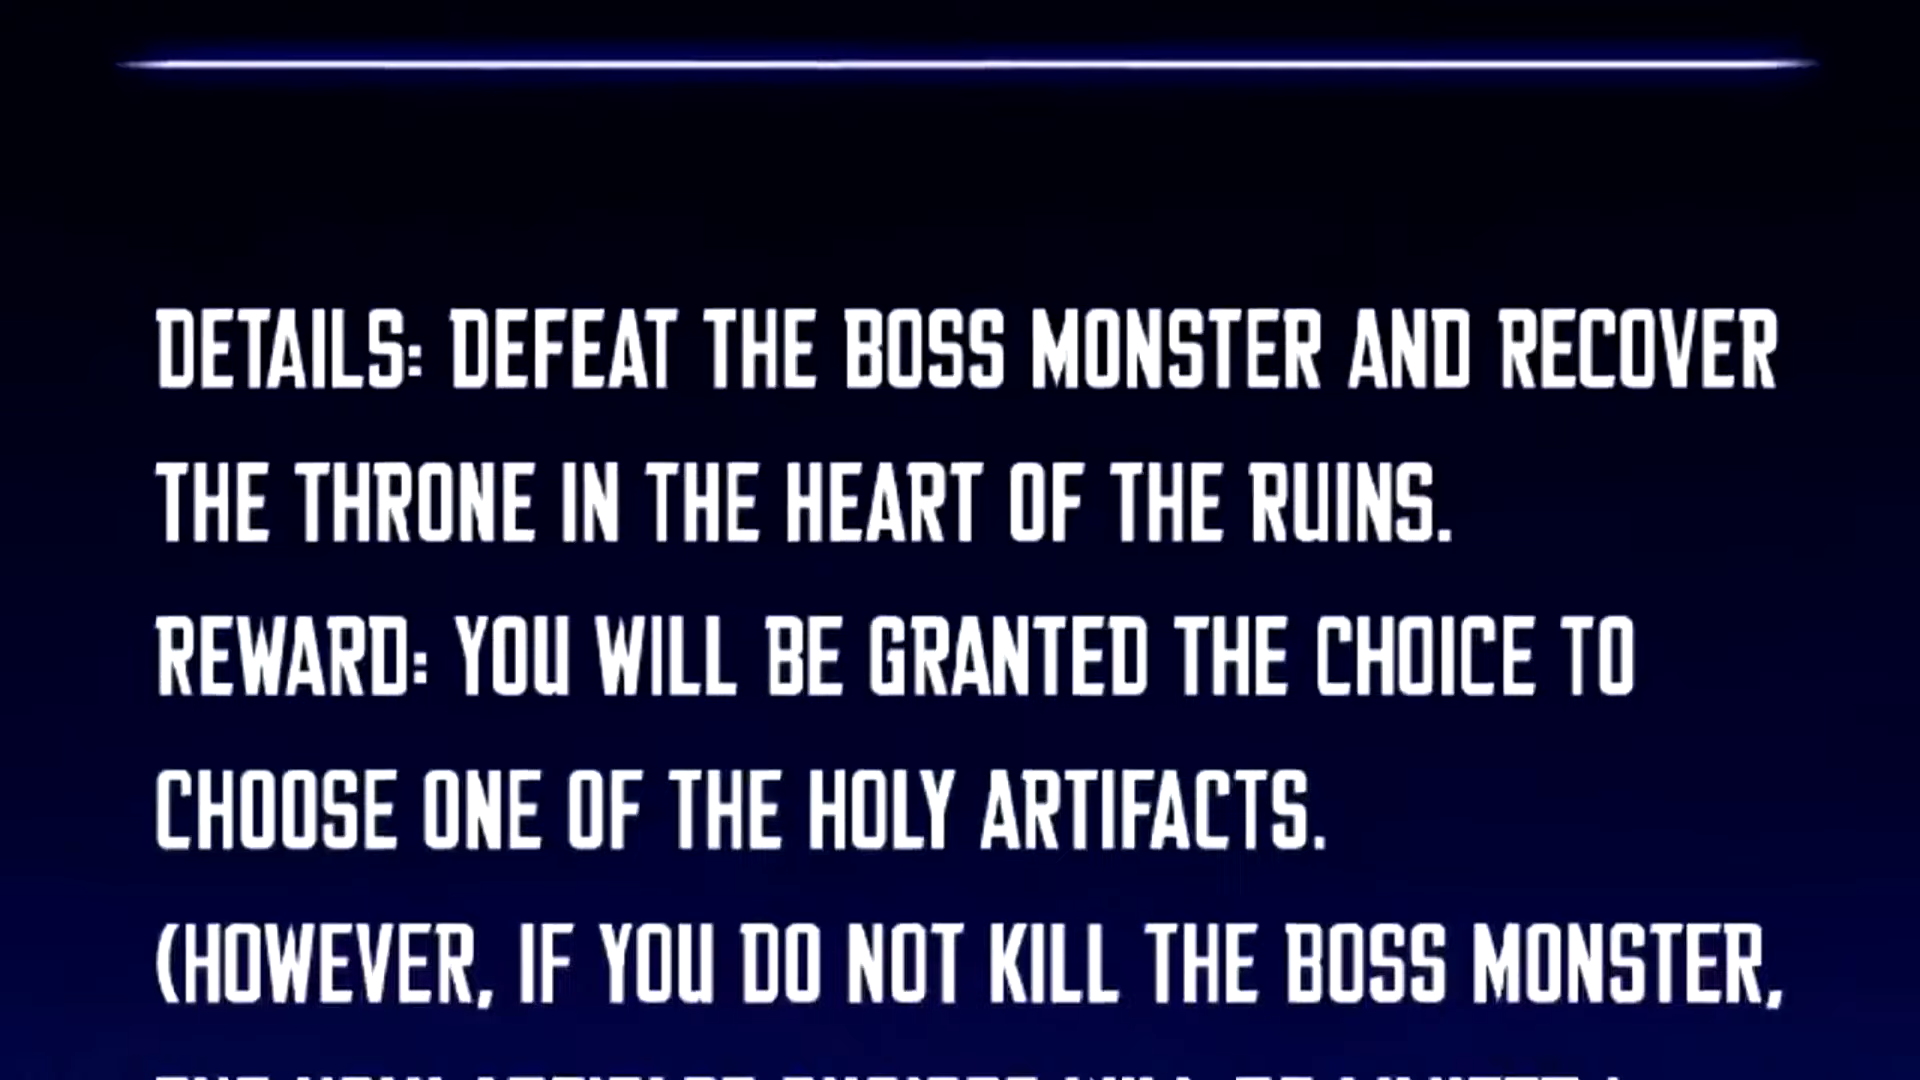 DETAILS: DEFEAT THE BOSS MONSTER AND RECOVER
THE THRONE IN THE HEART OF THE RUINS.
REWARD: YOU WILL BE GRANTED THE CHOICE TO
CHOOSE ONE OF THE HOLY ARTIFACTS.
(HOWEVER, IF YOU DO NOT KILL THE BOSS MONSTER,